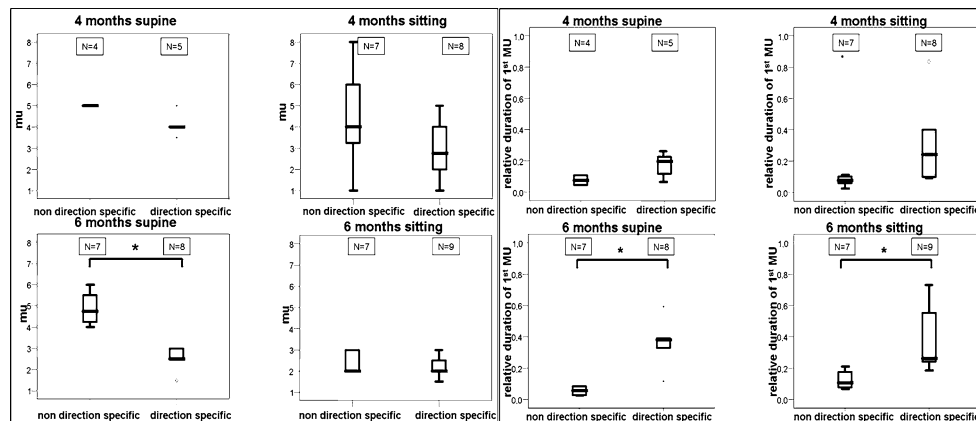 4 months supine
N=4 N=5
8
7
6
5
4
3
2
1
mu
non direction specific direction specific
4 months sitting
N=7 N=8
8
7
6
5
4
3
2
1
mu
non direction specific direction specific
4 months supine
N=4 N=5
1.0
0.8
0.6
0.4
0.2
0.0
relative duration of 1st MU
non direction specific direction specific
4 months sitting
N=7 N=8
1.0
0.8
0.6
0.4
0.2
0.0
relative duration of 1st MU
non direction specific direction specific
6 months supine
N=7 * N=8
8
7
6
5
4
3
2
1
mu
non direction specific direction specific
6 months sitting
N=7 N=9
8
7
6
5
4
3
2
1
mu
non direction specific direction specific
6 months supine
N=7 * N=8
1.0
0.8
0.6
0.4
0.2
0.0
relative duration of 1st MU
non direction specific direction specific
6 months sitting
N=7 * N=9
1.0
0.8
0.6
0.4
0.2
0.0
relative duration of 1st MU
non direction specific direction specific